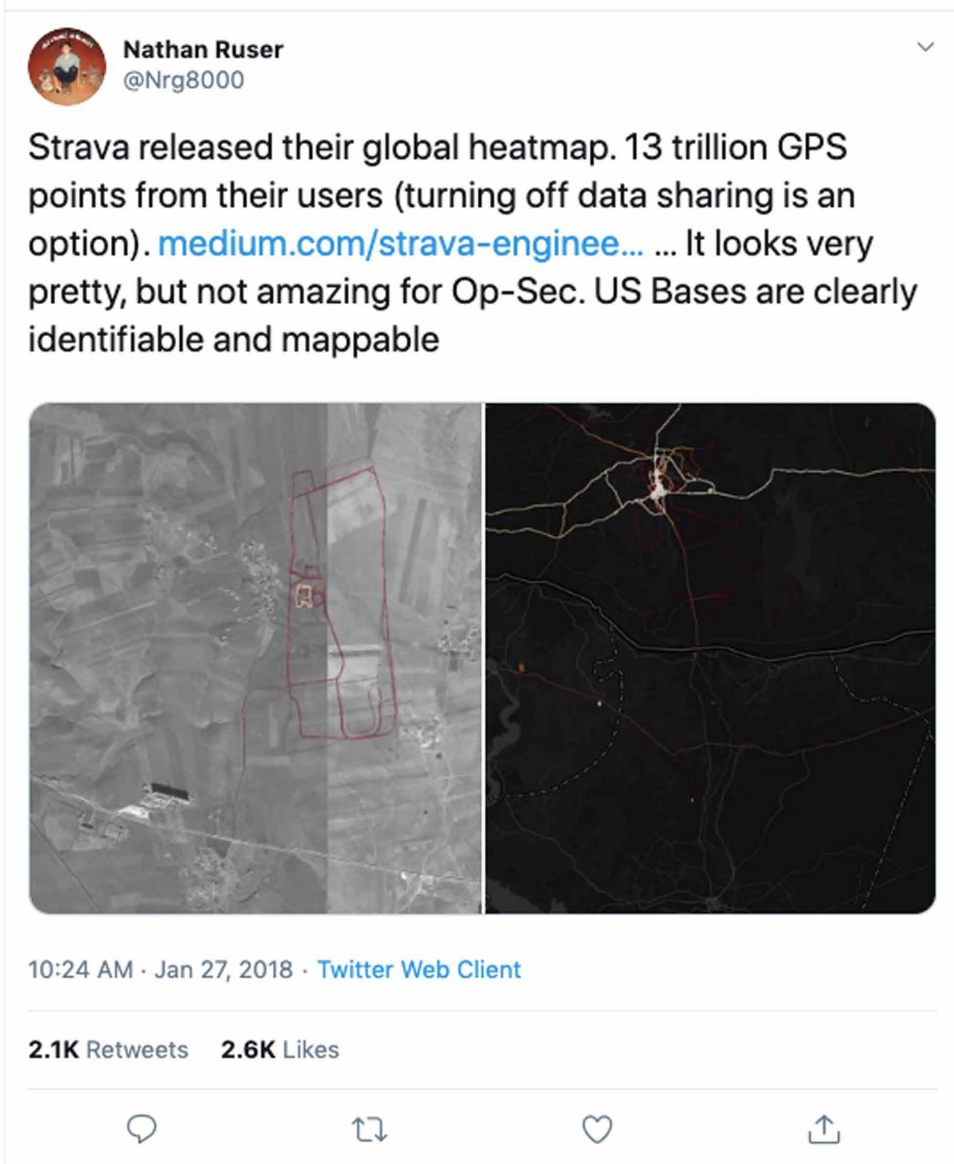 Nathan Ruser
@Nrg8000
Strava released their global heatmap. 13 trillion GPS
points from their users (turning off data sharing is an
option). medium.com/strava-enginee... ... It looks very
pretty, but not amazing for Op-Sec. US Bases are clearly
identifiable and mappable
10:24 AM · Jan 27, 2018 · Twitter Web Client
2.1K Retweets 2.6K Likes